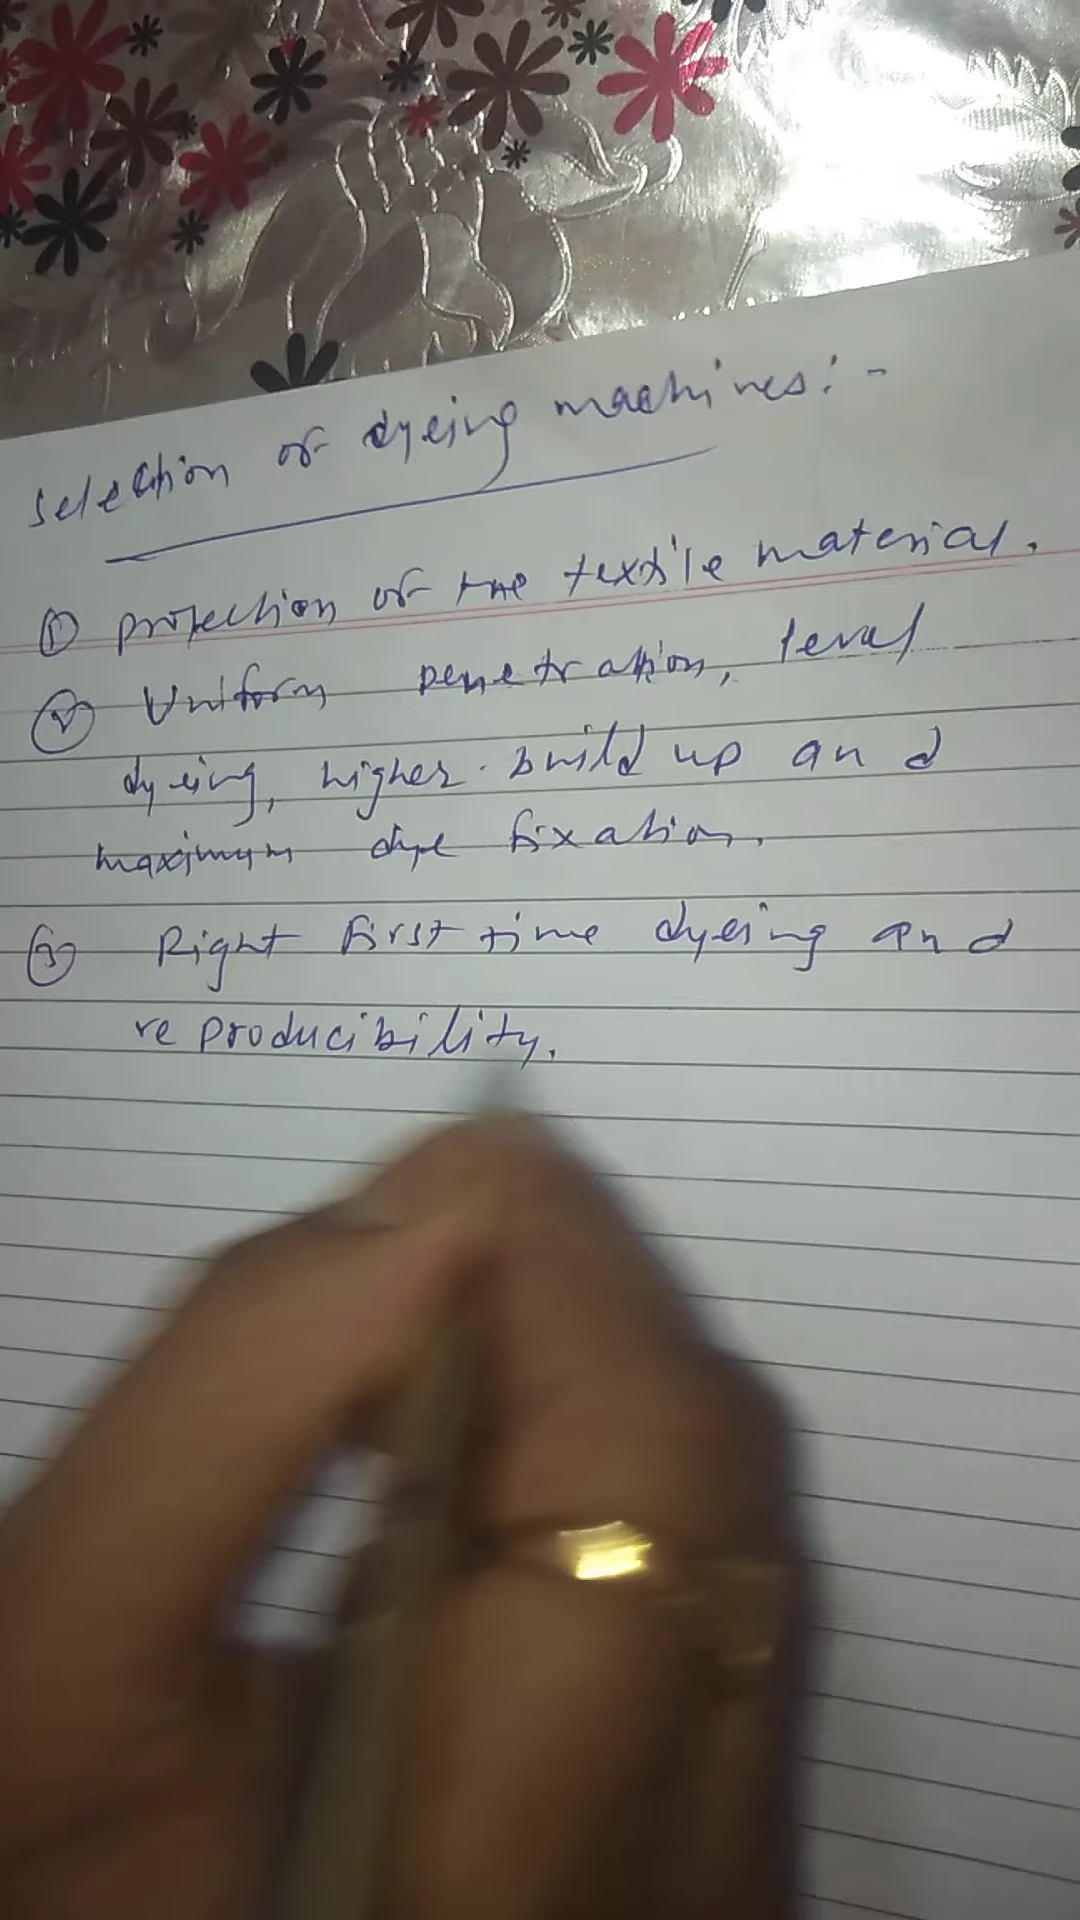 Selection of dyeing machines:-
① protection of the textile material.
② Uniform penetration, level
dyeing, higher build up and
maximum dye fixation.
③ Right first time dyeing and
reproducibility.